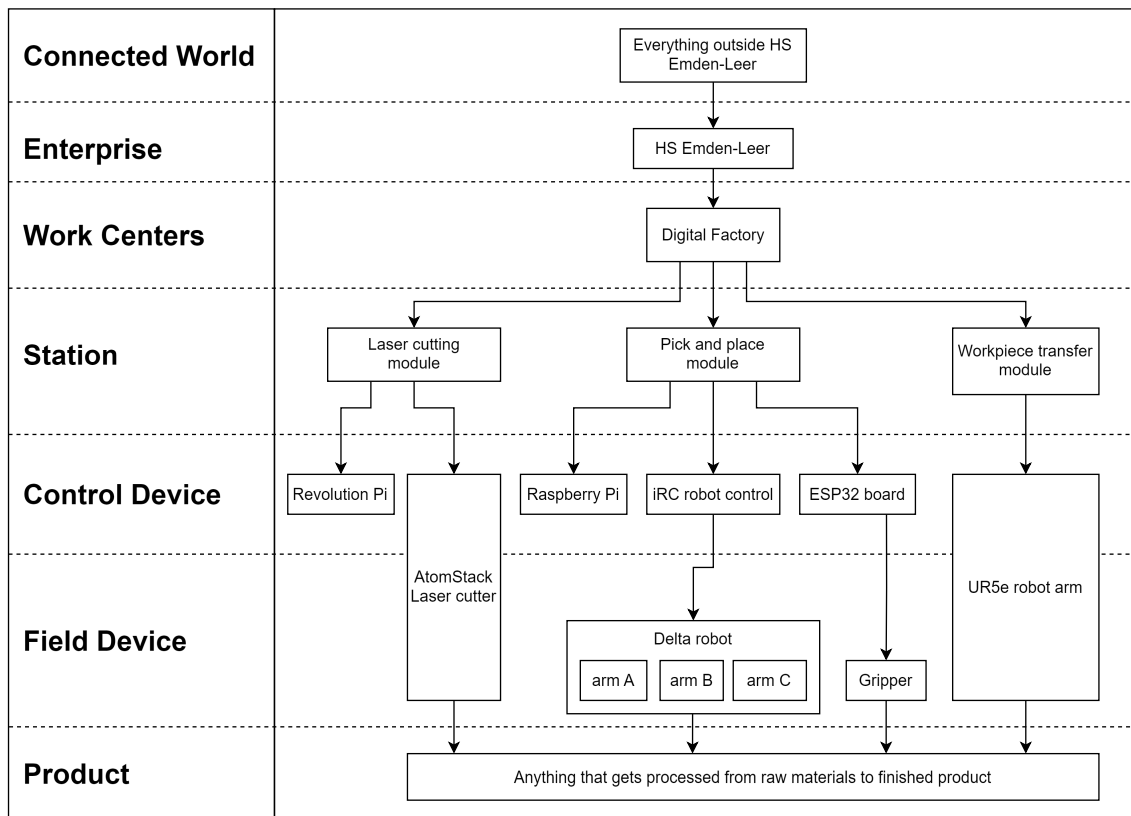 Connected World
Everything outside HS
Emden-Leer
Enterprise
HS Emden-Leer
Work Centers
Digital Factory
Station
Laser cutting
module
Pick and place
module
Workpiece transfer
module
Control Device
Revolution Pi
Raspberry Pi
iRC robot control
ESP32 board
AtomStack
Laser cutter
UR5e robot arm
Field Device
Delta robot
arm A
arm B
arm C
Gripper
Product
Anything that gets processed from raw materials to finished product